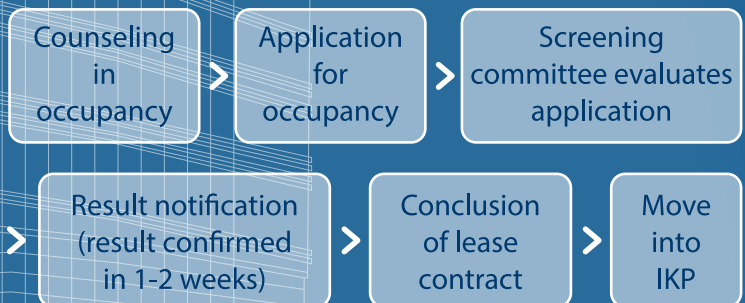 Counseling
in
occupancy
Application
for
occupancy
Screening
committee evaluates
application
Result notification
(result confirmed
in 1-2 weeks)
Conclusion
of lease
contract
Move
into
IKP